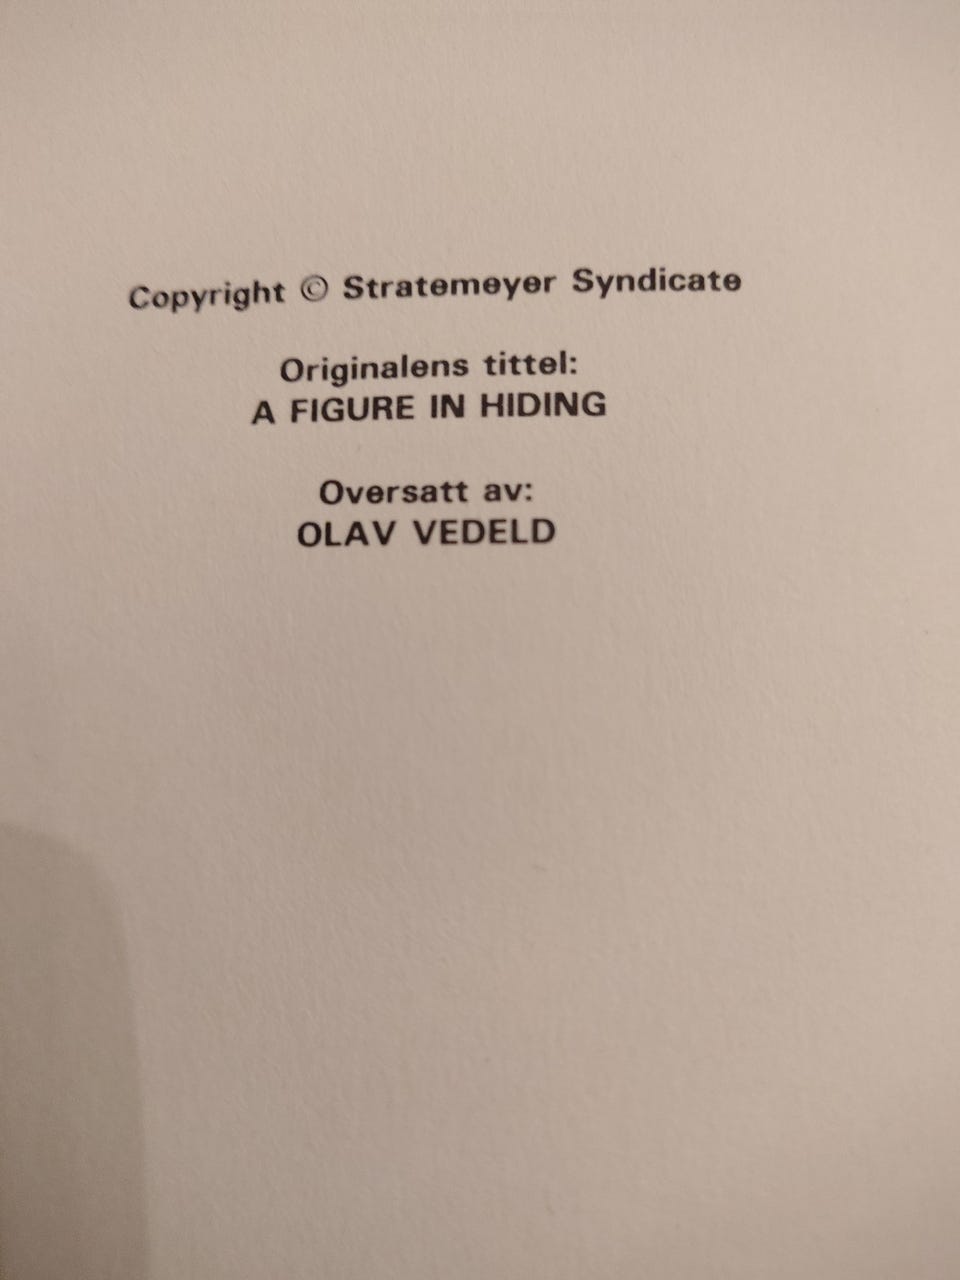 Copyright © Stratemeyer Syndicate
Originalens tittel:
A FIGURE IN HIDING
Oversatt av:
OLAV VEDELD